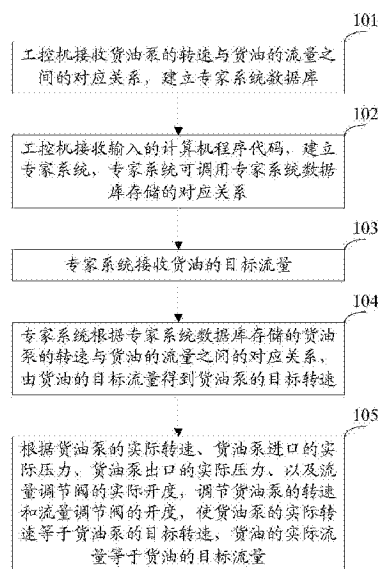 101
工控机接收货油泵的转速与货油的流量之
间的对应关系，建立专家系统数据库
102
工控机接收输入的计算机程序代码，建立
专家系统，专家系统可调用专家系统数据
库存储的对应关系
103
专家系统接收货油的目标流量
104
专家系统根据专家系统数据库存储的货油
泵的转速与货油的流量之间的对应关系，
由货油的目标流量得到货油泵的目标转速
105
根据货油泵的实际转速、货油泵进口的实
际压力、货油泵出口的实际压力、以及流
量调节阀的实际开度，调节货油泵的转速
和流量调节阀的开度，使货油泵的实际转
速等于货油泵的目标转速、货油的实际流
量等于货油的目标流量